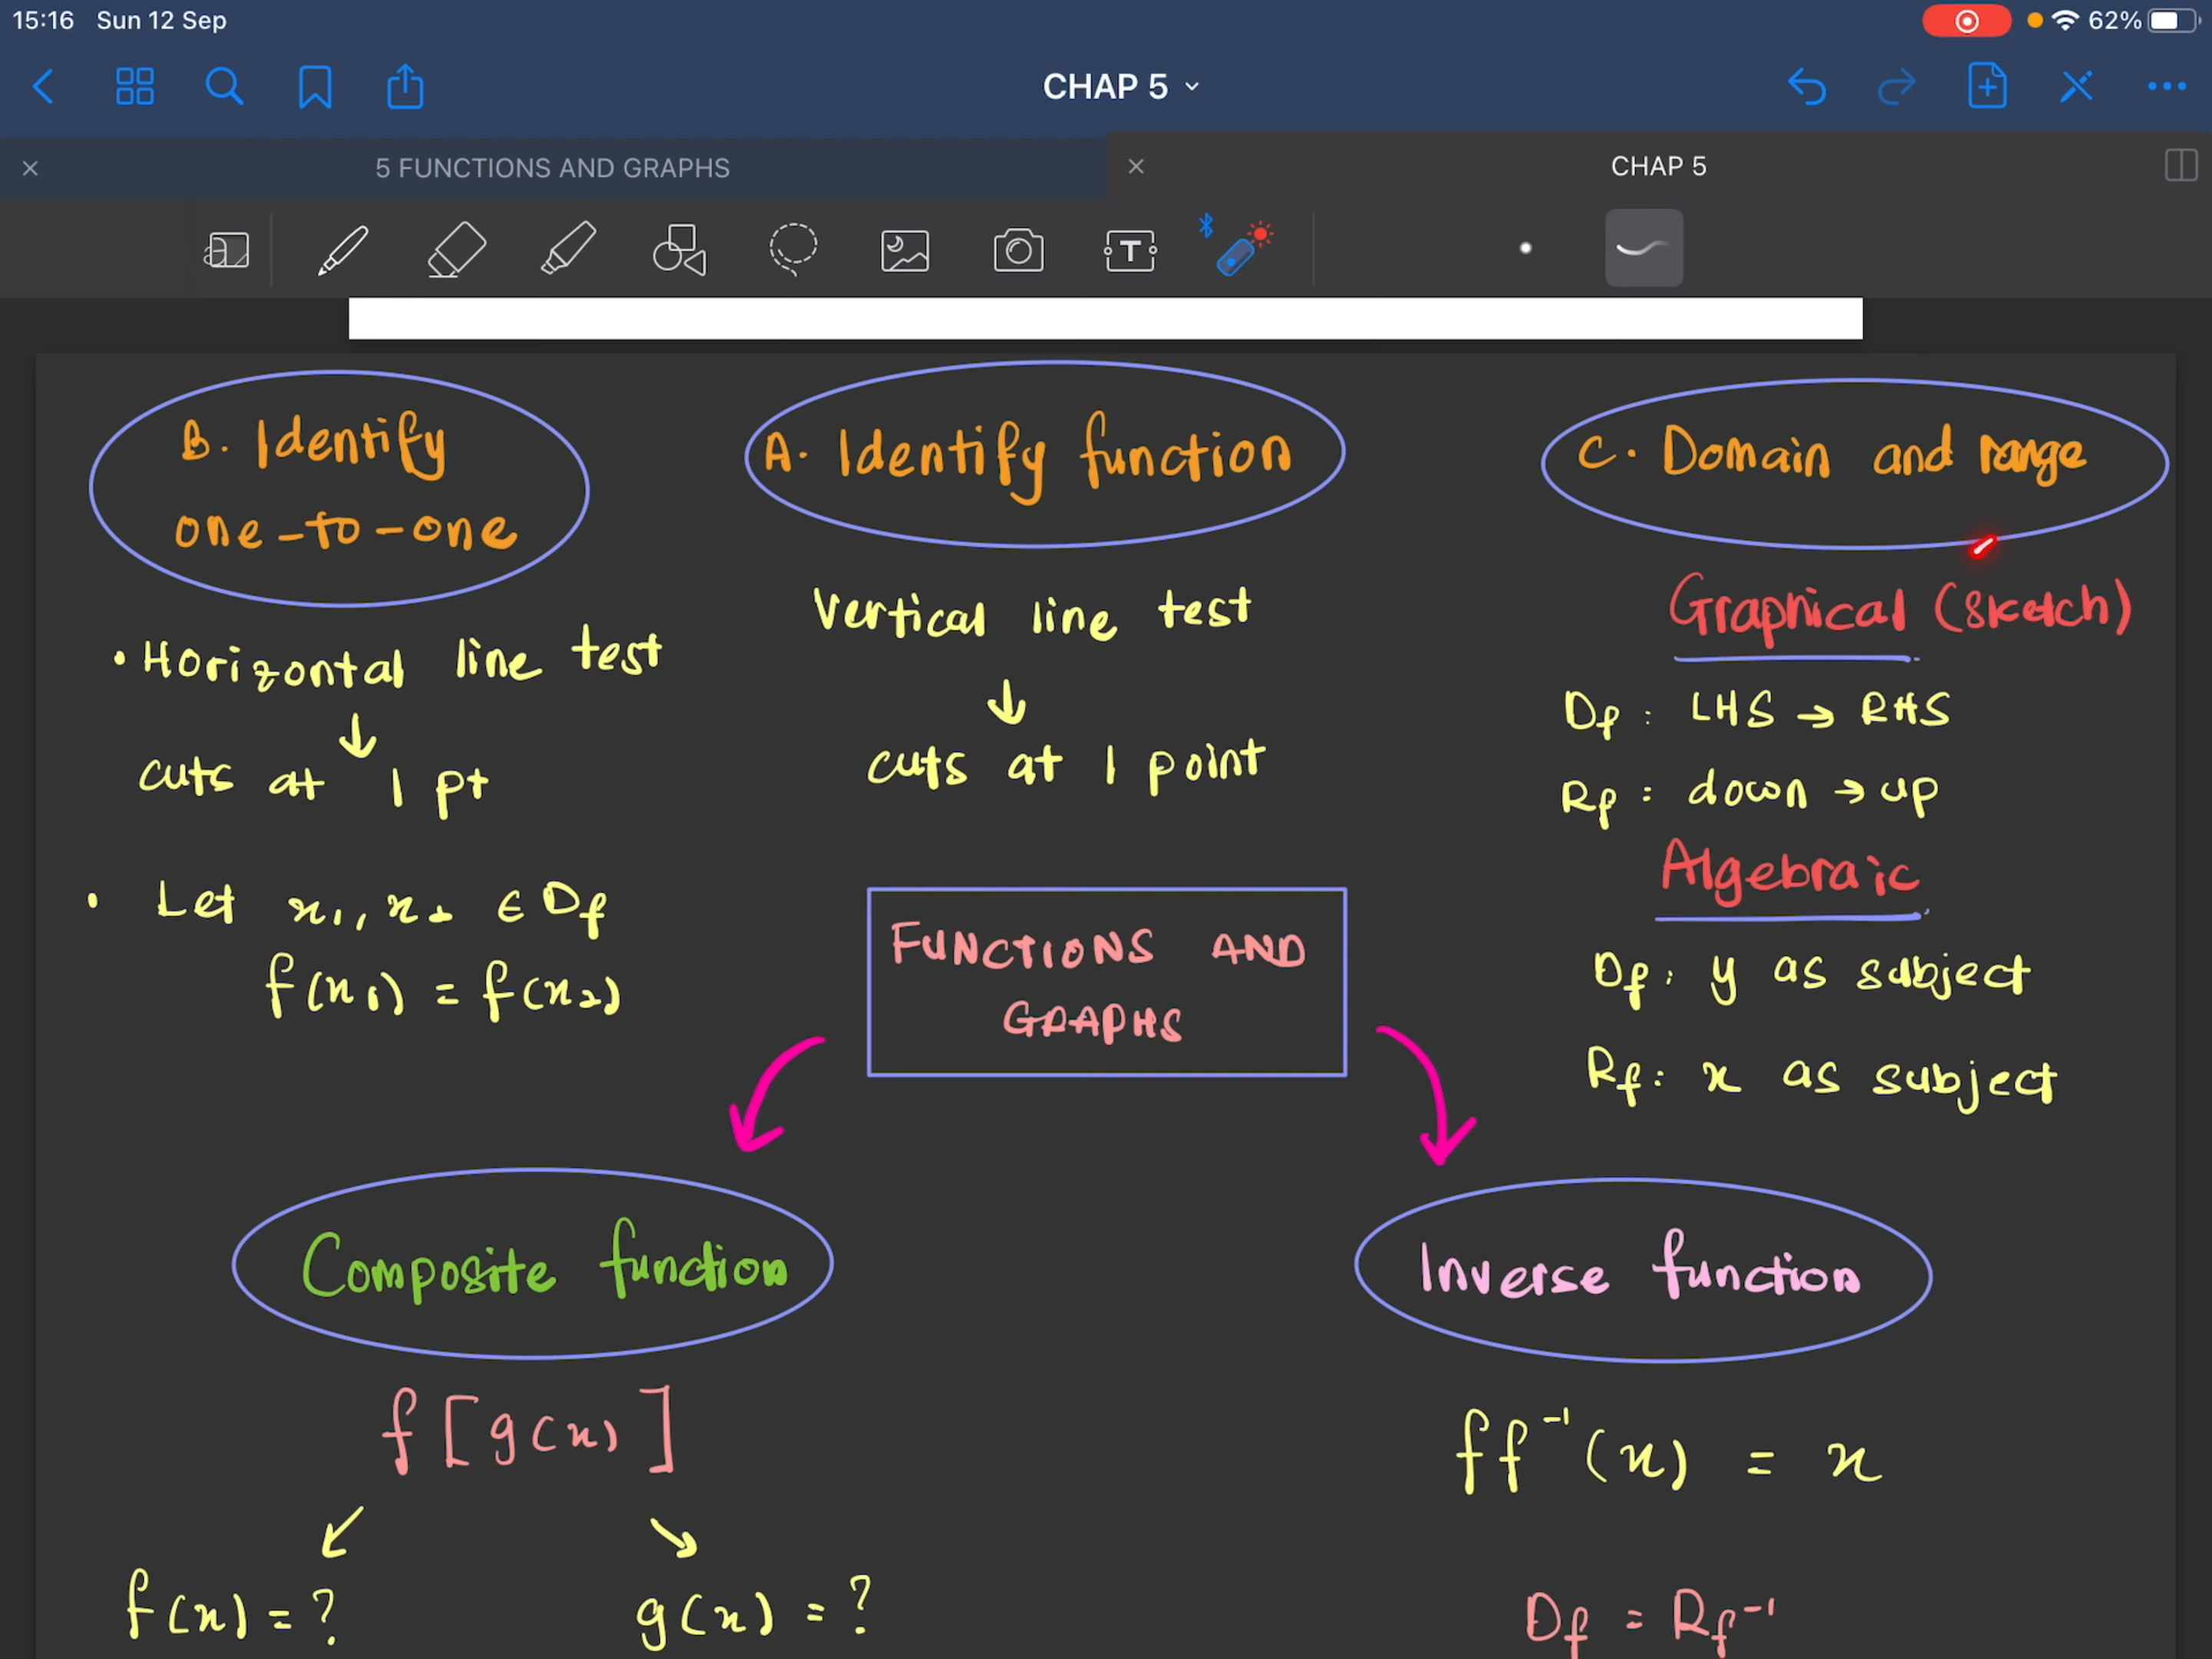 15:16 Sun 12 Sep
62%
CHAP 5
5 FUNCTIONS AND GRAPHS
CHAP 5
B. Identify
one-to-one
• Horizontal line test
↓
cuts at 1 pt
• Let x1, x2 ∈ Df
f(x1) = f(x2)
A. Identify function
Vertical line test
↓
cuts at 1 point
C. Domain and range
Graphical (sketch)
Df : LHS → RHS
Rf : down → up
Algebraic
Df : y as subject
Rf : x as subject
FUNCTIONS AND
GRAPHS
Composite function
f[g(x)]
f(x) = ?
g(x) = ?
Inverse function
ff⁻¹(x) = x
Df = Rf⁻¹